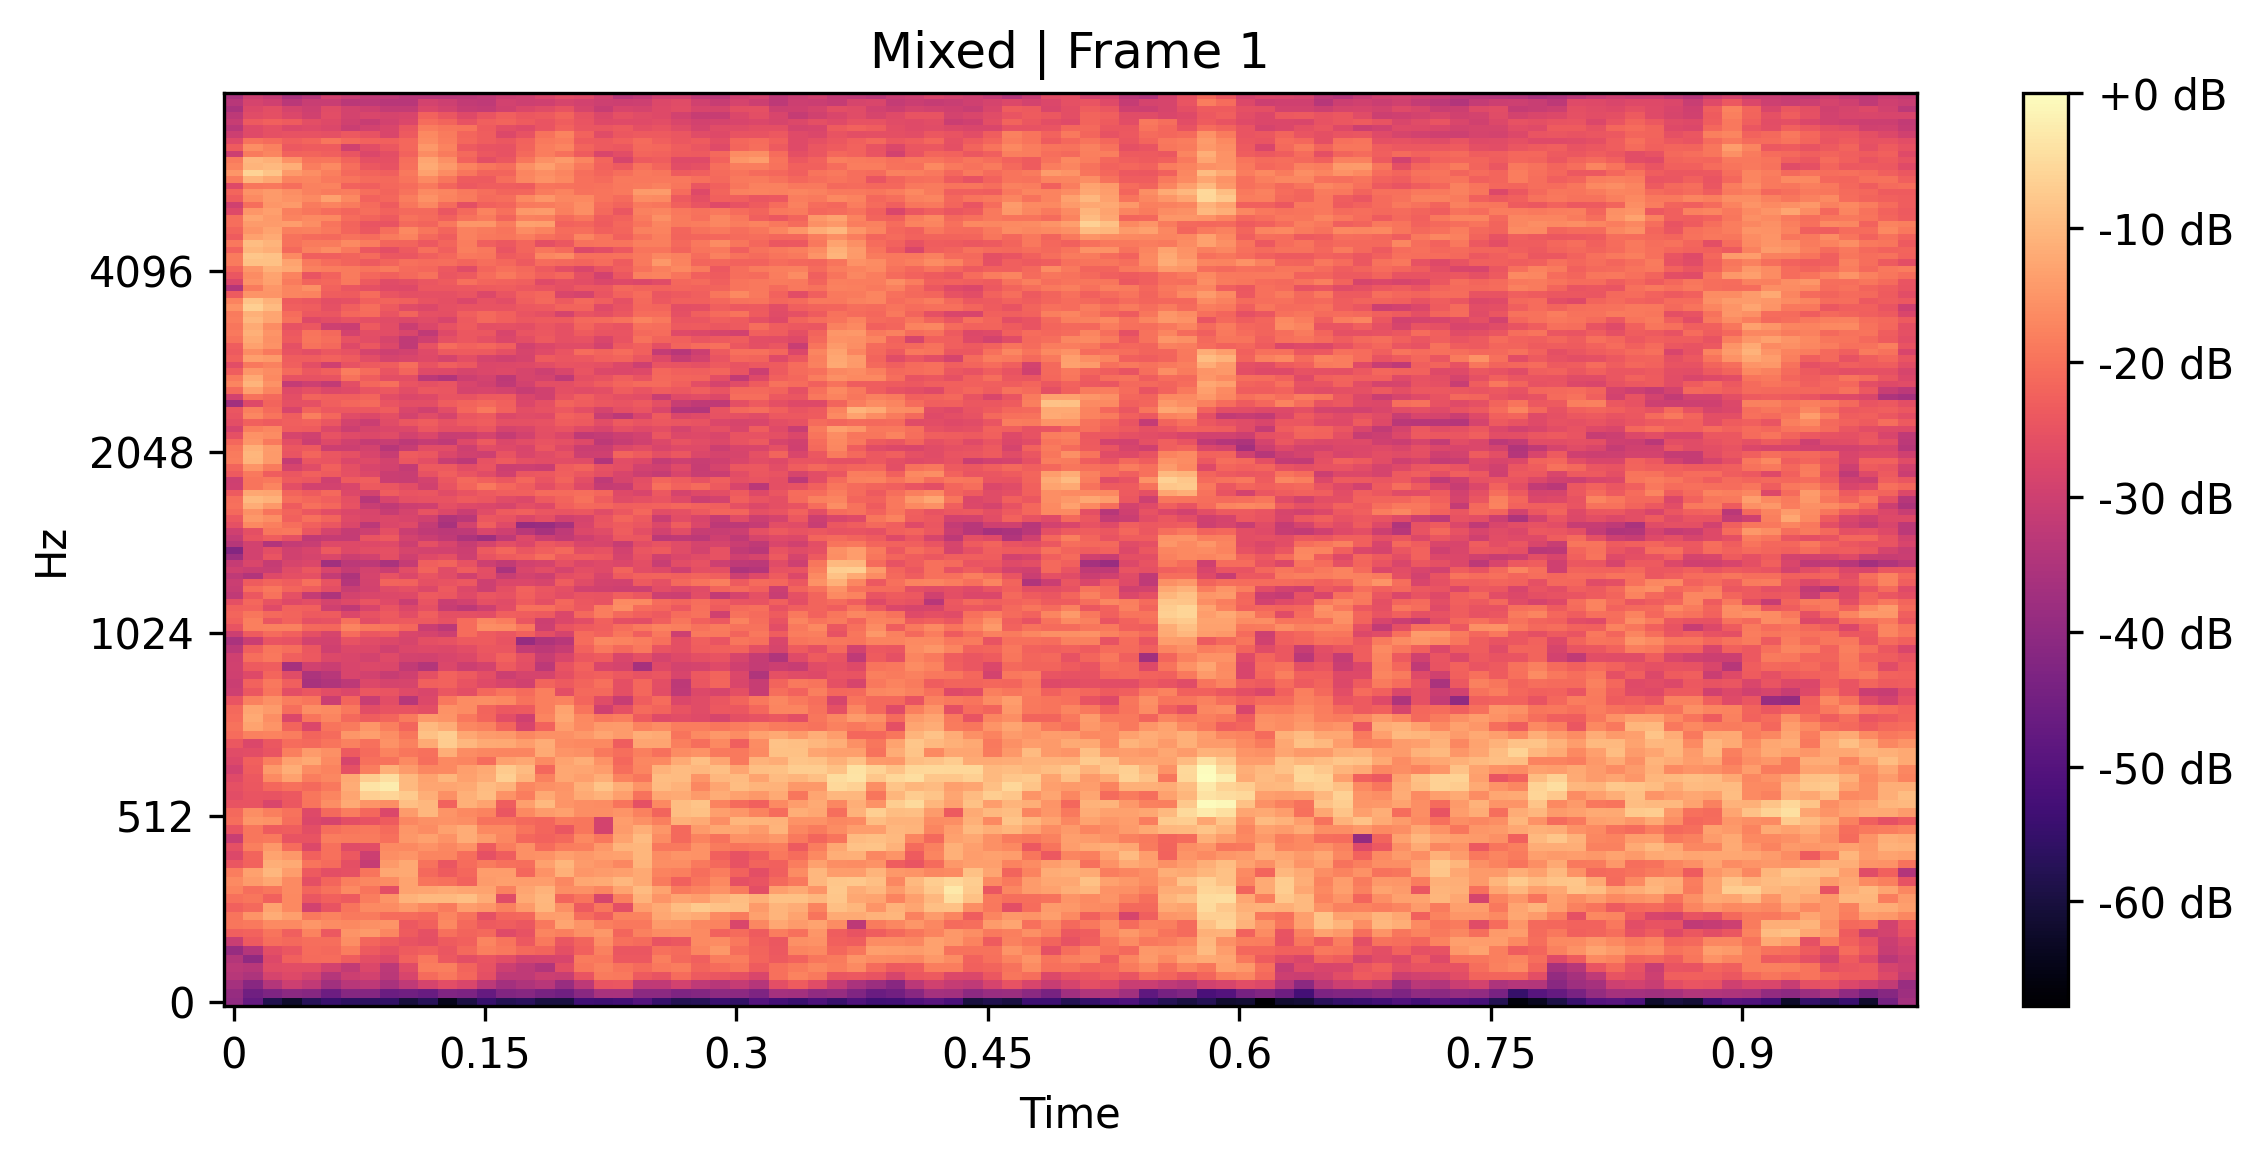 Mixed | Frame 1
+0 dB
-10 dB
-20 dB
-30 dB
-40 dB
-50 dB
-60 dB
4096
2048
1024
512
0
Hz
0 0.15 0.3 0.45 0.6 0.75 0.9
Time